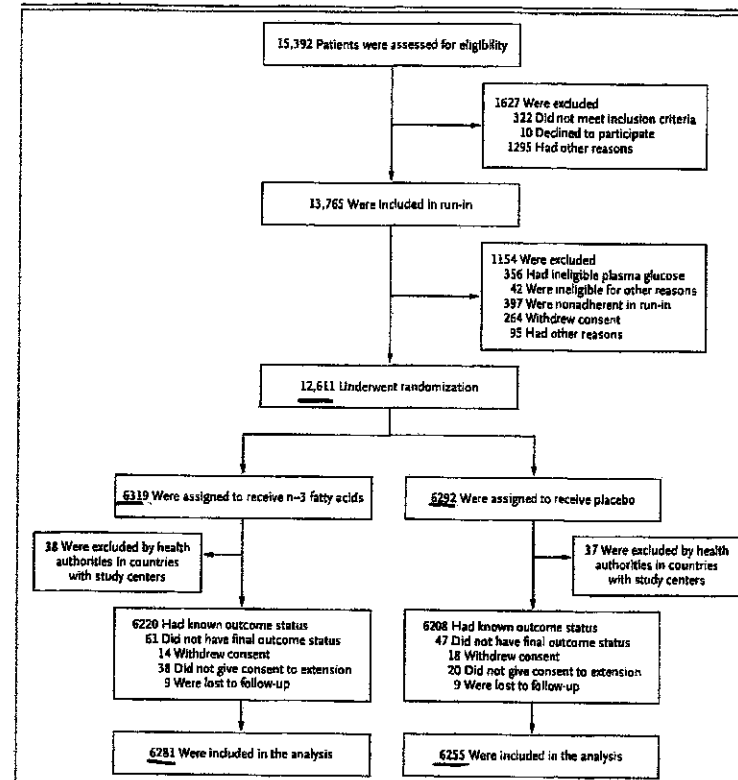 15,392 Patients were assessed for eligibility
1627 Were excluded
322 Did not meet inclusion criteria
10 Declined to participate
1295 Had other reasons
13,765 Were included in run-in
1154 Were excluded
356 Had ineligible plasma glucose
42 Were ineligible for other reasons
397 Were nonadherent in run-in
264 Withdrew consent
95 Had other reasons
12,611 Underwent randomization
6319 Were assigned to receive n–3 fatty acids
6292 Were assigned to receive placebo
38 Were excluded by health
authorities in countries
with study centers
37 Were excluded by health
authorities in countries
with study centers
6220 Had known outcome status
61 Did not have final outcome status
14 Withdrew consent
38 Did not give consent to extension
9 Were lost to follow-up
6208 Had known outcome status
47 Did not have final outcome status
18 Withdrew consent
20 Did not give consent to extension
9 Were lost to follow-up
6281 Were included in the analysis
6255 Were included in the analysis